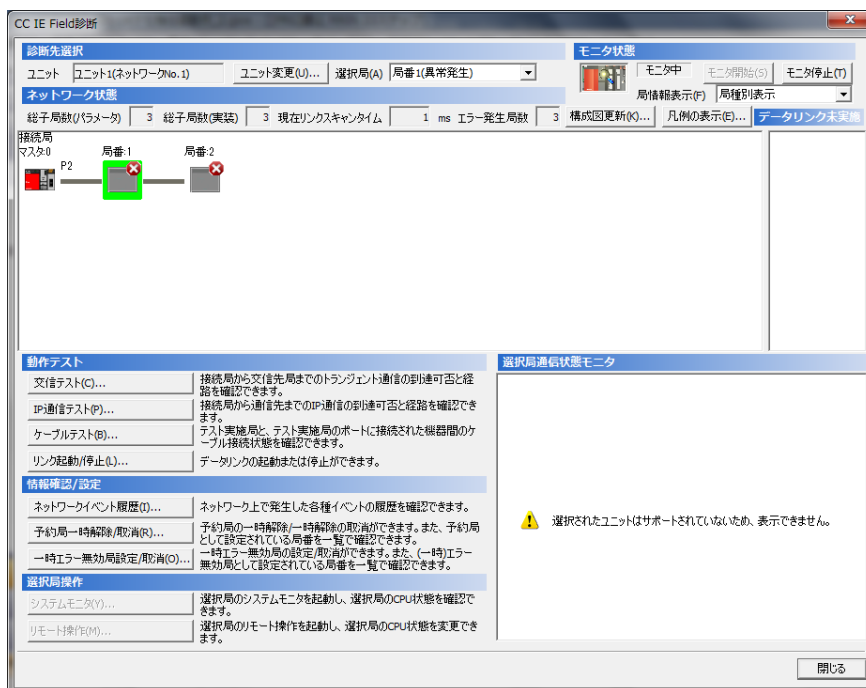 CC IE Field診断
診断先選択
ユニット ユニット1(ネットワークNo.1) ユニット変更(U)... 選択局(A) 局番1(異常発生)
モニタ状態
モニタ中 モニタ開始(S) モニタ停止(T)
局情報表示(F) 局種別表示
ネットワーク状態
総子局数(パラメータ) 3 総子局数(実装) 3 現在リンクスキャンタイム 1 ms エラー発生局数 3 構成図更新(K)... 凡例の表示(E)... データリンク未実施
接続局
マスタ:0 局番:1 局番:2
P2
動作テスト
交信テスト(C)...
接続局から交信先局までのトランジェント通信の到達可否と経
路を確認できます。
IP通信テスト(P)...
接続局から通信先までのIP通信の到達可否と経路を確認でき
ます。
ケーブルテスト(B)...
テスト実施局と、テスト実施局のポートに接続された機器間のケ
ーブル接続状態を確認できます。
リンク起動/停止(L)...
データリンクの起動または停止ができます。
情報確認/設定
ネットワークイベント履歴(I)...
ネットワーク上で発生した各種イベントの履歴を確認できます。
予約局一時解除/取消(R)...
予約局の一時解除/一時解除の取消ができます。また、予約局
として設定されている局番を一覧で確認できます。
一時エラー無効局設定/取消(O)...
一時エラー無効局の設定/取消ができます。また、(一時)エラー
無効局として設定されている局番を一覧で確認できます。
選択局操作
システムモニタ(Y)...
選択局のシステムモニタを起動し、選択局のCPU状態を確認で
きます。
リモート操作(M)...
選択局のリモート操作を起動し、選択局のCPU状態を変更でき
ます。
選択局通信状態モニタ
選択されたユニットはサポートされていないため、表示できません。
閉じる